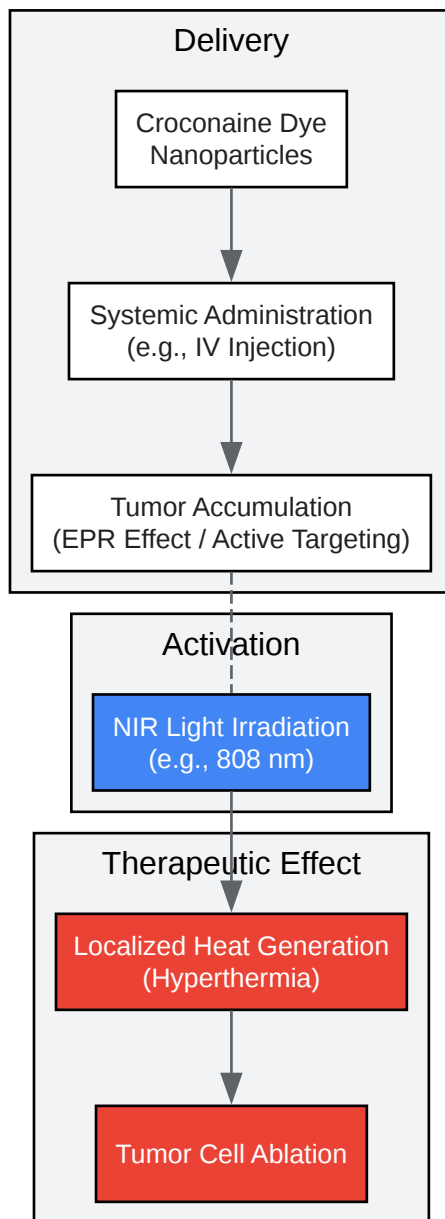 Delivery
Croconaine Dye
Nanoparticles
Systemic Administration
(e.g., IV Injection)
Tumor Accumulation
(EPR Effect / Active Targeting)
Activation
NIR Light Irradiation
(e.g., 808 nm)
Therapeutic Effect
Localized Heat Generation
(Hyperthermia)
Tumor Cell Ablation